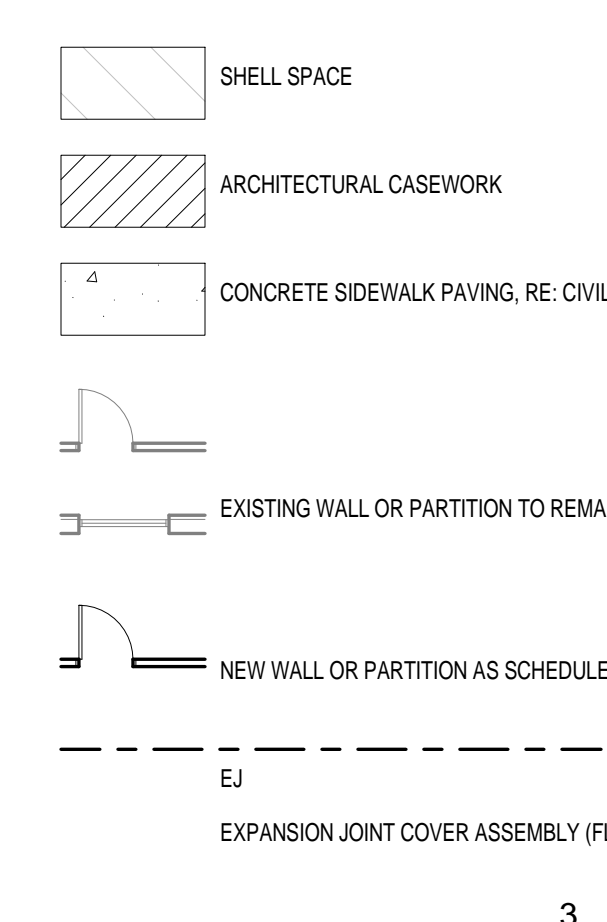 SHELL SPACE
ARCHITECTURAL CASEWORK
CONCRETE SIDEWALK PAVING, RE: CIVIL
EXISTING WALL OR PARTITION TO REMA
NEW WALL OR PARTITION AS SCHEDULE
EJ
EXPANSION JOINT COVER ASSEMBLY (FL
3